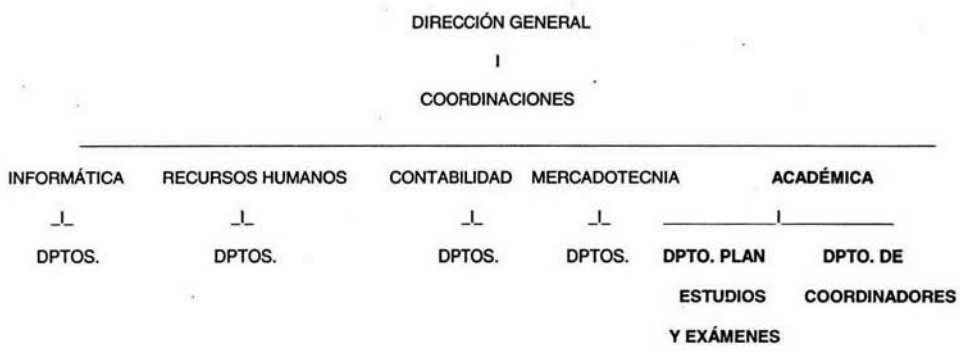 DIRECCIÓN GENERAL
COORDINACIONES
INFORMÁTICA RECURSOS HUMANOS CONTABILIDAD MERCADOTECNIA ACADÉMICA
DPTOS. DPTOS. DPTOS. DPTOS. DPTO. PLAN DPTO. DE
ESTUDIOS COORDINADORES
Y EXÁMENES